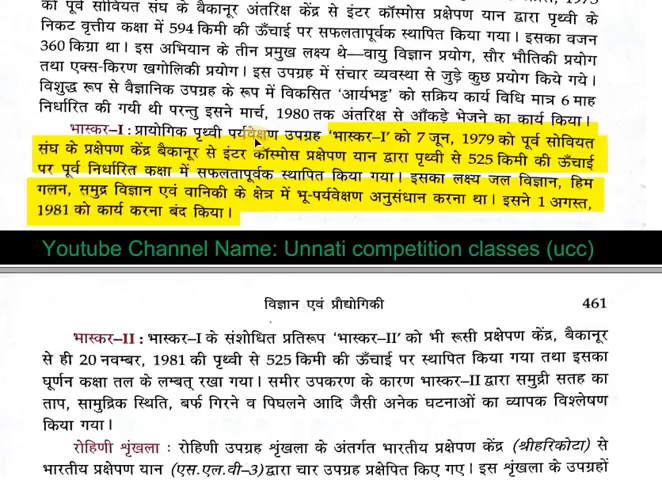 को पूर्व सोवियत संघ के बैकानूर अंतरिक्ष केंद्र से इंटर कॉस्मोस प्रक्षेपण यान द्वारा पृथ्वी के
निकट वृत्तीय कक्षा में 594 किमी की ऊँचाई पर सफलतापूर्वक स्थापित किया गया। इसका वजन
360 किग्रा था। इस अभियान के तीन प्रमुख लक्ष्य थे–वायु विज्ञान प्रयोग, सौर भौतिकी प्रयोग
तथा एक्स-किरण खगोलिकी प्रयोग। इस उपग्रह में संचार व्यवस्था से जुड़े कुछ प्रयोग किये गये।
विशुद्ध रूप से वैज्ञानिक उपग्रह के रूप में विकसित 'आर्यभट्ट' को सक्रिय कार्य विधि मात्र 6 माह
निर्धारित की गयी थी परन्तु इसने मार्च, 1980 तक अंतरिक्ष से आँकड़े भेजने का कार्य किया।
भास्कर–I : प्रायोगिक पृथ्वी पर्यवेक्षण उपग्रह 'भास्कर–I' को 7 जून, 1979 को पूर्व सोवियत
संघ के प्रक्षेपण केंद्र बैकानूर से इंटर कॉस्मोस प्रक्षेपण यान द्वारा पृथ्वी से 525 किमी की ऊँचाई
पर पूर्व निर्धारित कक्षा में सफलतापूर्वक स्थापित किया गया। इसका लक्ष्य जल विज्ञान, हिम
गलन, समुद्र विज्ञान एवं वानिकी के क्षेत्र में भू-पर्यवेक्षण अनुसंधान करना था। इसने 1 अगस्त,
1981 को कार्य करना बंद किया।
Youtube Channel Name: Unnati competition classes (ucc)
विज्ञान एवं प्रौद्योगिकी 461
भास्कर–II : भास्कर–I के संशोधित प्रतिरूप 'भास्कर–II' को भी रूसी प्रक्षेपण केंद्र, बैकानूर
से ही 20 नवम्बर, 1981 की पृथ्वी से 525 किमी की ऊँचाई पर स्थापित किया गया तथा इसका
घूर्णन कक्षा तल के लम्बत् रखा गया। समीर उपकरण के कारण भास्कर–II द्वारा समुद्री सतह का
ताप, सामुद्रिक स्थिति, बर्फ गिरने व पिघलने आदि जैसी अनेक घटनाओं का व्यापक विश्लेषण
किया गया।
रोहिणी शृंखला : रोहिणी उपग्रह शृंखला के अंतर्गत भारतीय प्रक्षेपण केंद्र (श्रीहरिकोटा) से
भारतीय प्रक्षेपण यान (एस.एल.वी–3) द्वारा चार उपग्रह प्रक्षेपित किए गए। इस शृंखला के उपग्रहों